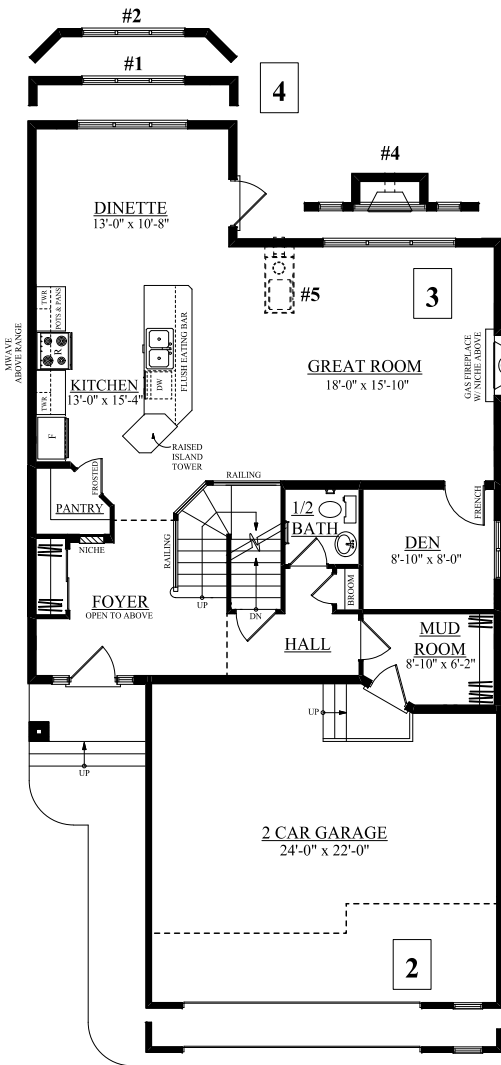 #2
#1
4
#4
DINETTE
13'-0" x 10'-8"
#5
3
TWR
POTS & PANS
MWAVE
ABOVE RANGE
R
FLUSH EATING BAR
GREAT ROOM
18'-0" x 15'-10"
GAS FIREPLACE
W/ NICHE ABOVE
KITCHEN
13'-0" x 15'-4"
DW
TWR
F
RAISED
ISLAND
TOWER
FROSTED
RAILING
FRENCH
PANTRY
1/2
BATH
NICHE
RAILING
DEN
8'-10" x 8'-0"
FOYER
OPEN TO ABOVE
UP
DN
BROOM
HALL
MUD
ROOM
8'-10" x 6'-2"
UP
UP
2 CAR GARAGE
24'-0" x 22'-0"
2